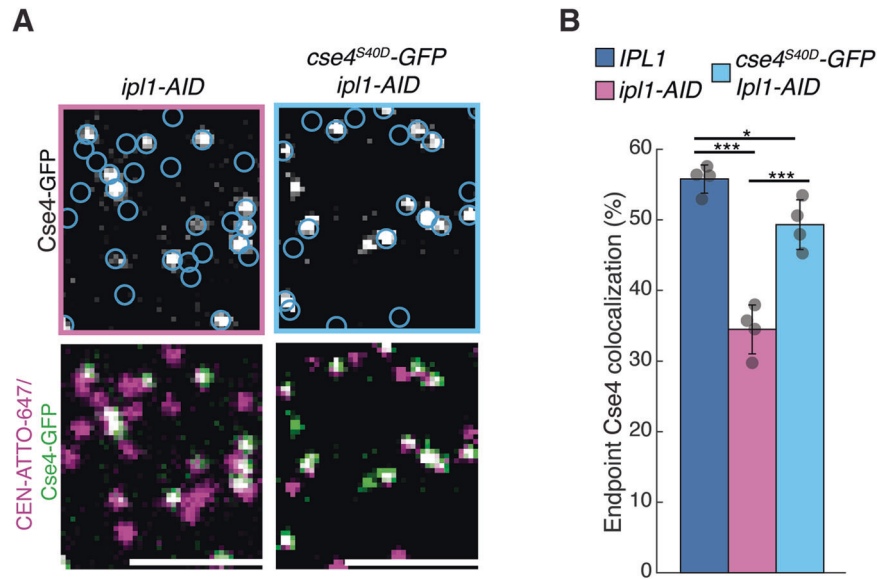 A
ipl1-AID
cse4S40D-GFP
ipl1-AID
Cse4-GFP
CEN-ATTO-647/
Cse4-GFP
B
IPL1
ipl1-AID
cse4S40D-GFP
Ipl1-AID
Endpoint Cse4 colocalization (%)
60
50
40
30
20
10
0
*
***
***